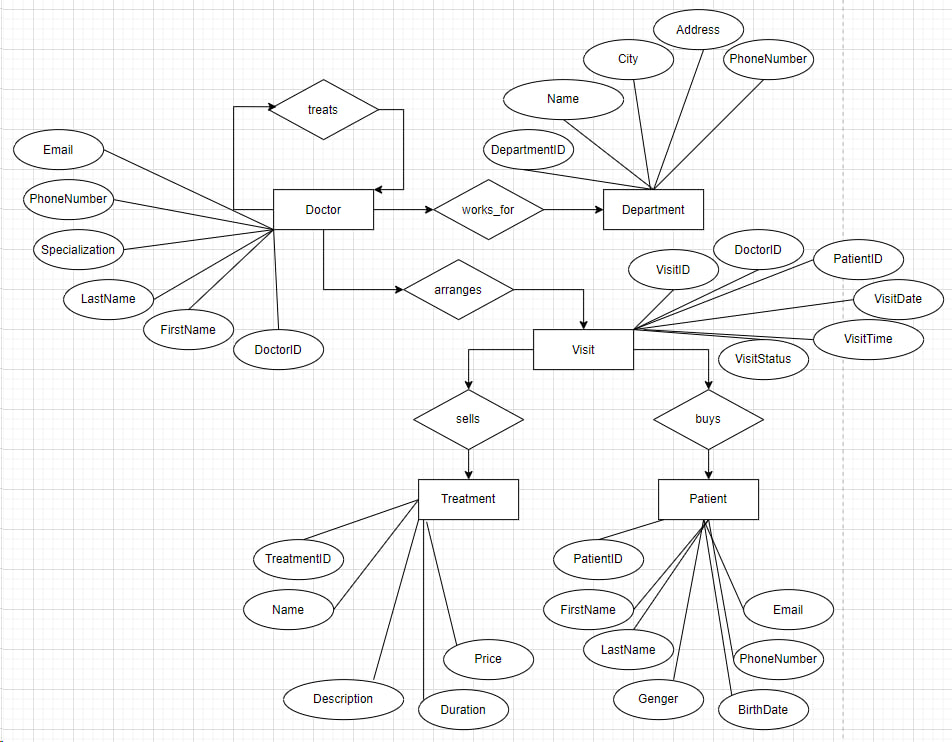 Address
City
PhoneNumber
Name
treats
Email
DepartmentID
PhoneNumber
Doctor
works_for
Department
Specialization
DoctorID
PatientID
VisitID
arranges
LastName
VisitDate
FirstName
VisitTime
DoctorID
Visit
VisitStatus
sells
buys
Treatment
Patient
TreatmentID
PatientID
Name
FirstName
Email
LastName
Price
PhoneNumber
Description
Genger
Duration
BirthDate